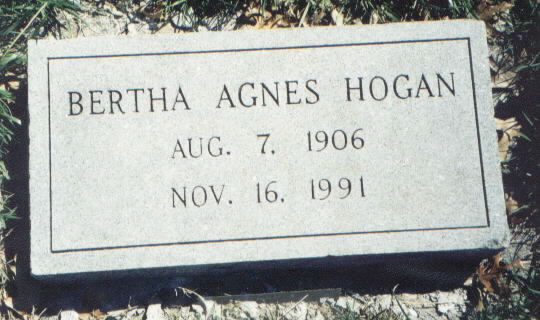 BERTHA AGNES HOGAN
AUG. 7, 1906
NOV. 16, 1991